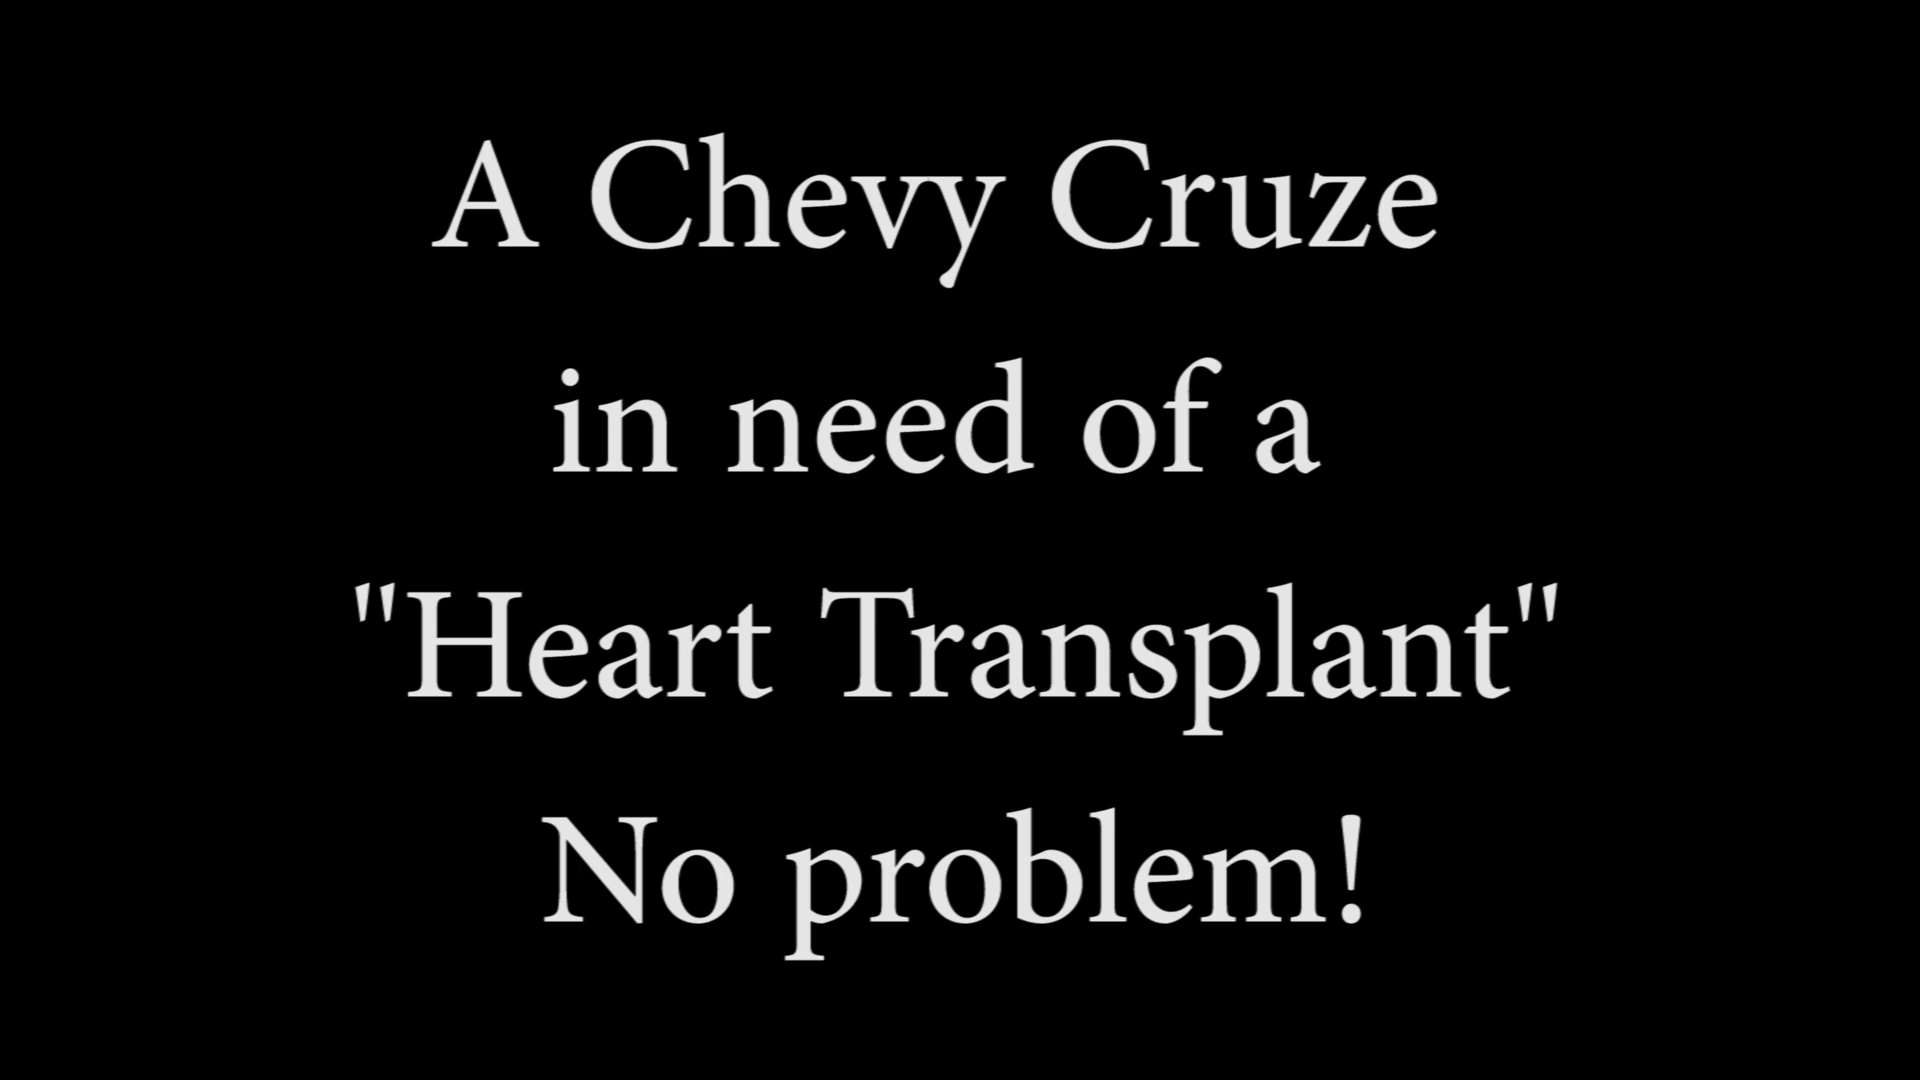 A Chevy Cruze
in need of a
"Heart Transplant"
No problem!